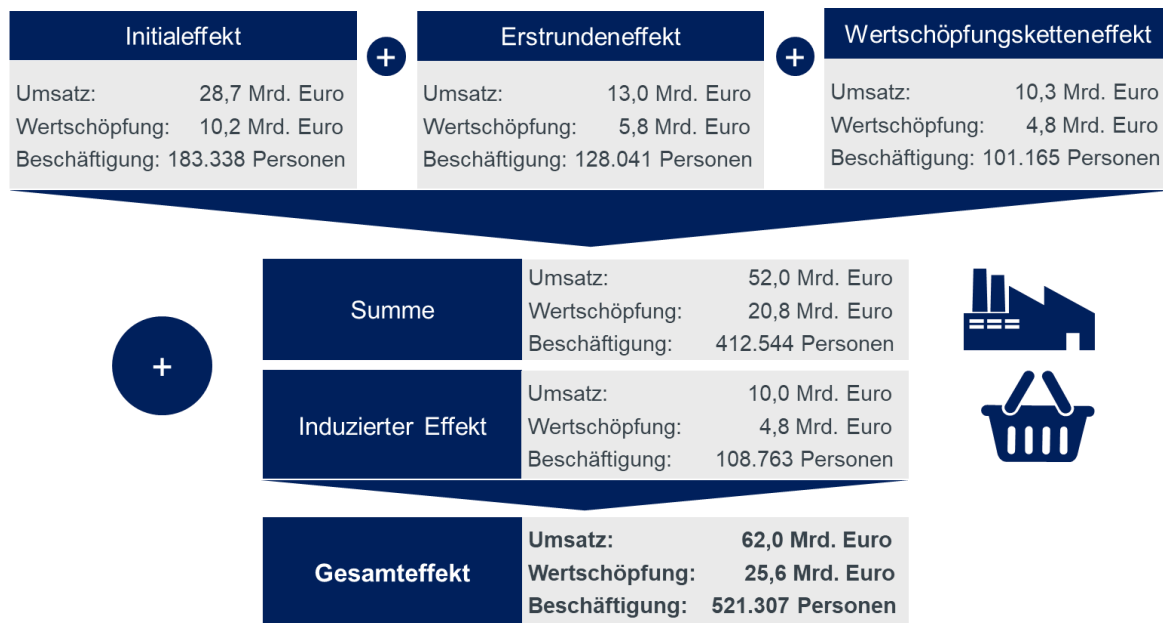 Initialeffekt
Umsatz: 28,7 Mrd. Euro
Wertschöpfung: 10,2 Mrd. Euro
Beschäftigung: 183.338 Personen
+
Erstrundeneffekt
Umsatz: 13,0 Mrd. Euro
Wertschöpfung: 5,8 Mrd. Euro
Beschäftigung: 128.041 Personen
+
Wertschöpfungsketteneffekt
Umsatz: 10,3 Mrd. Euro
Wertschöpfung: 4,8 Mrd. Euro
Beschäftigung: 101.165 Personen
+
Summe
Umsatz: 52,0 Mrd. Euro
Wertschöpfung: 20,8 Mrd. Euro
Beschäftigung: 412.544 Personen
Induzierter Effekt
Umsatz: 10,0 Mrd. Euro
Wertschöpfung: 4,8 Mrd. Euro
Beschäftigung: 108.763 Personen
Gesamteffekt
Umsatz: 62,0 Mrd. Euro
Wertschöpfung: 25,6 Mrd. Euro
Beschäftigung: 521.307 Personen